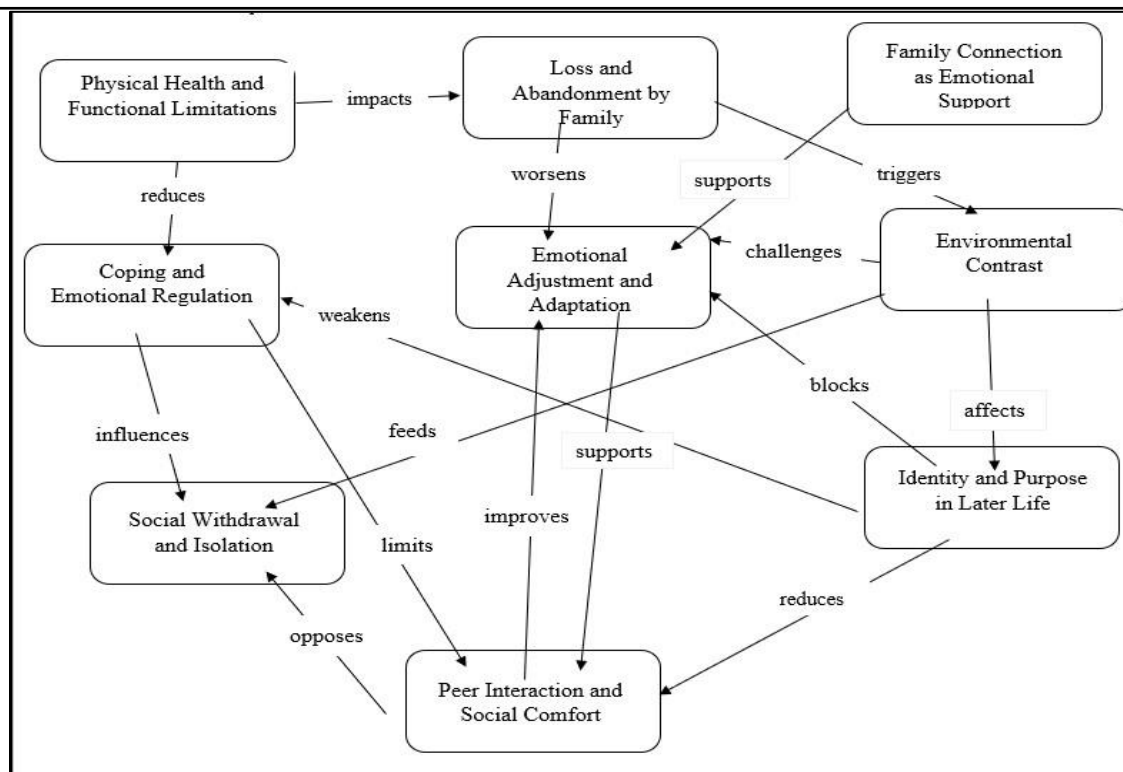 Physical Health and
Functional Limitations
impacts
Loss and
Abandonment by
Family
Family Connection
as Emotional
Support
reduces
worsens
supports
triggers
Coping and
Emotional Regulation
Emotional
Adjustment and
Adaptation
challenges
Environmental
Contrast
weakens
blocks
affects
influences
feeds
supports
Social Withdrawal
and Isolation
limits
improves
Identity and Purpose
in Later Life
reduces
opposes
Peer Interaction and
Social Comfort